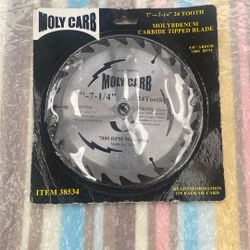 MOLY CARB
7"-7-1/4" 24 TOOTH
MOLYBDENUM
CARBIDE TIPPED BLADE
5/8" ARBOR
7000 RPM
MOLY CARB
7"-7-1/4"
24 Tooth
7000 RPM
ITEM 38534
READ INFORMATION
ON BACK OF CARD